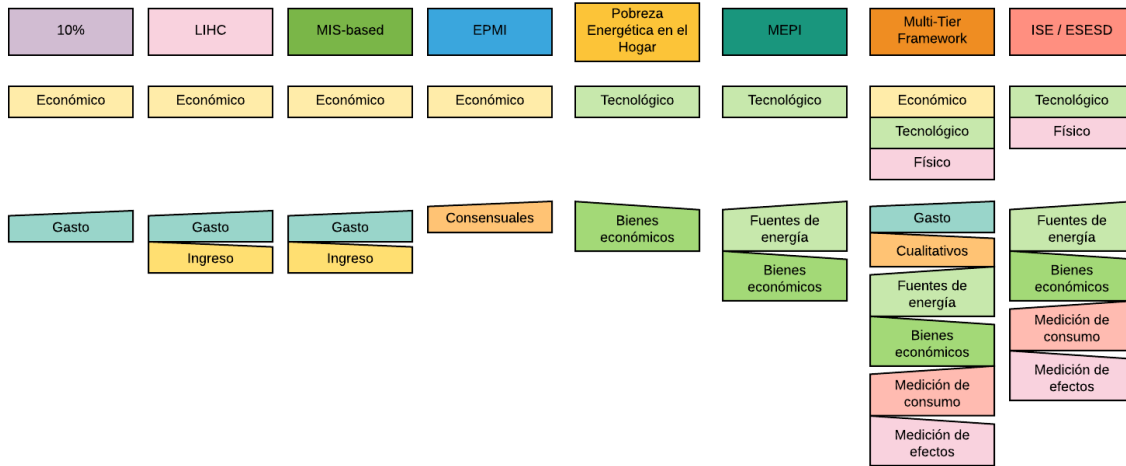 10%
LIHC
MIS-based
EPMI
Pobreza
Energética en el
Hogar
MEPI
Multi-Tier
Framework
ISE / ESESD
Económico
Económico
Económico
Económico
Tecnológico
Tecnológico
Económico
Tecnológico
Tecnológico
Físico
Físico
Gasto
Gasto
Gasto
Consensuales
Bienes
económicos
Fuentes de
energía
Gasto
Fuentes de
energía
Ingreso
Ingreso
Bienes
económicos
Cualitativos
Bienes
económicos
Fuentes de
energía
Medición de
consumo
Bienes
económicos
Medición de
efectos
Medición de
consumo
Medición de
efectos